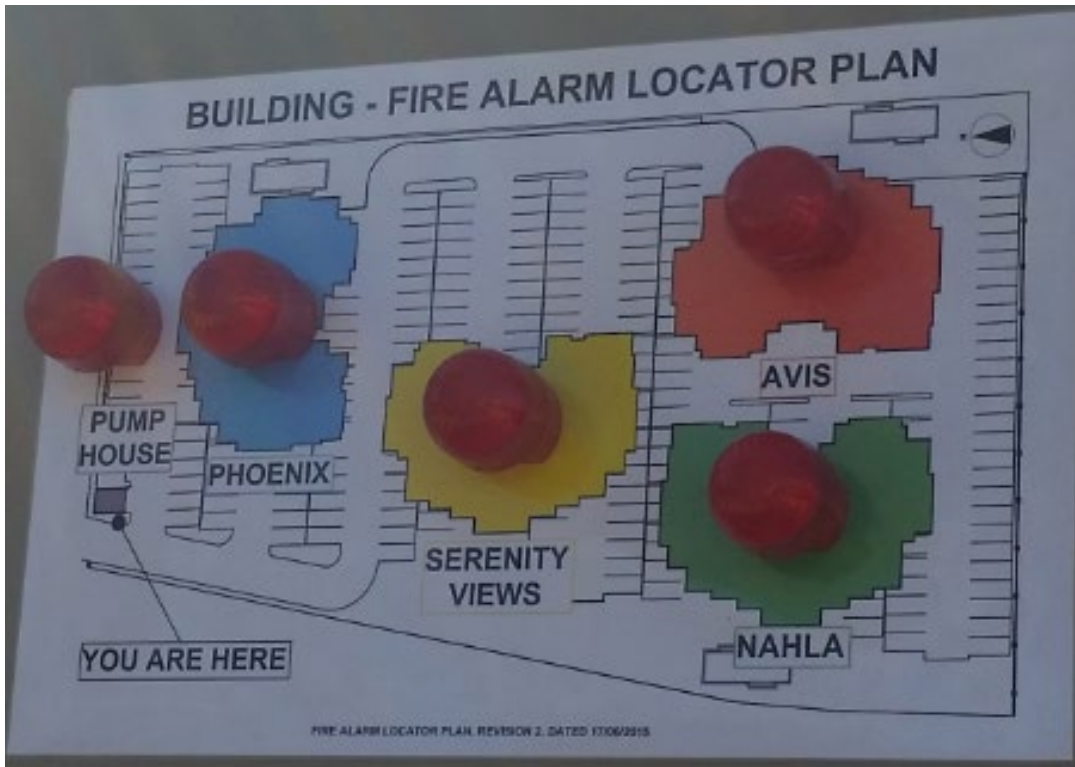 BUILDING - FIRE ALARM LOCATOR PLAN
AVIS
PUMP
HOUSE
PHOENIX
SERENITY
VIEWS
NAHLA
YOU ARE HERE
FIRE ALARM LOCATOR PLAN. REVISION 2. DATED